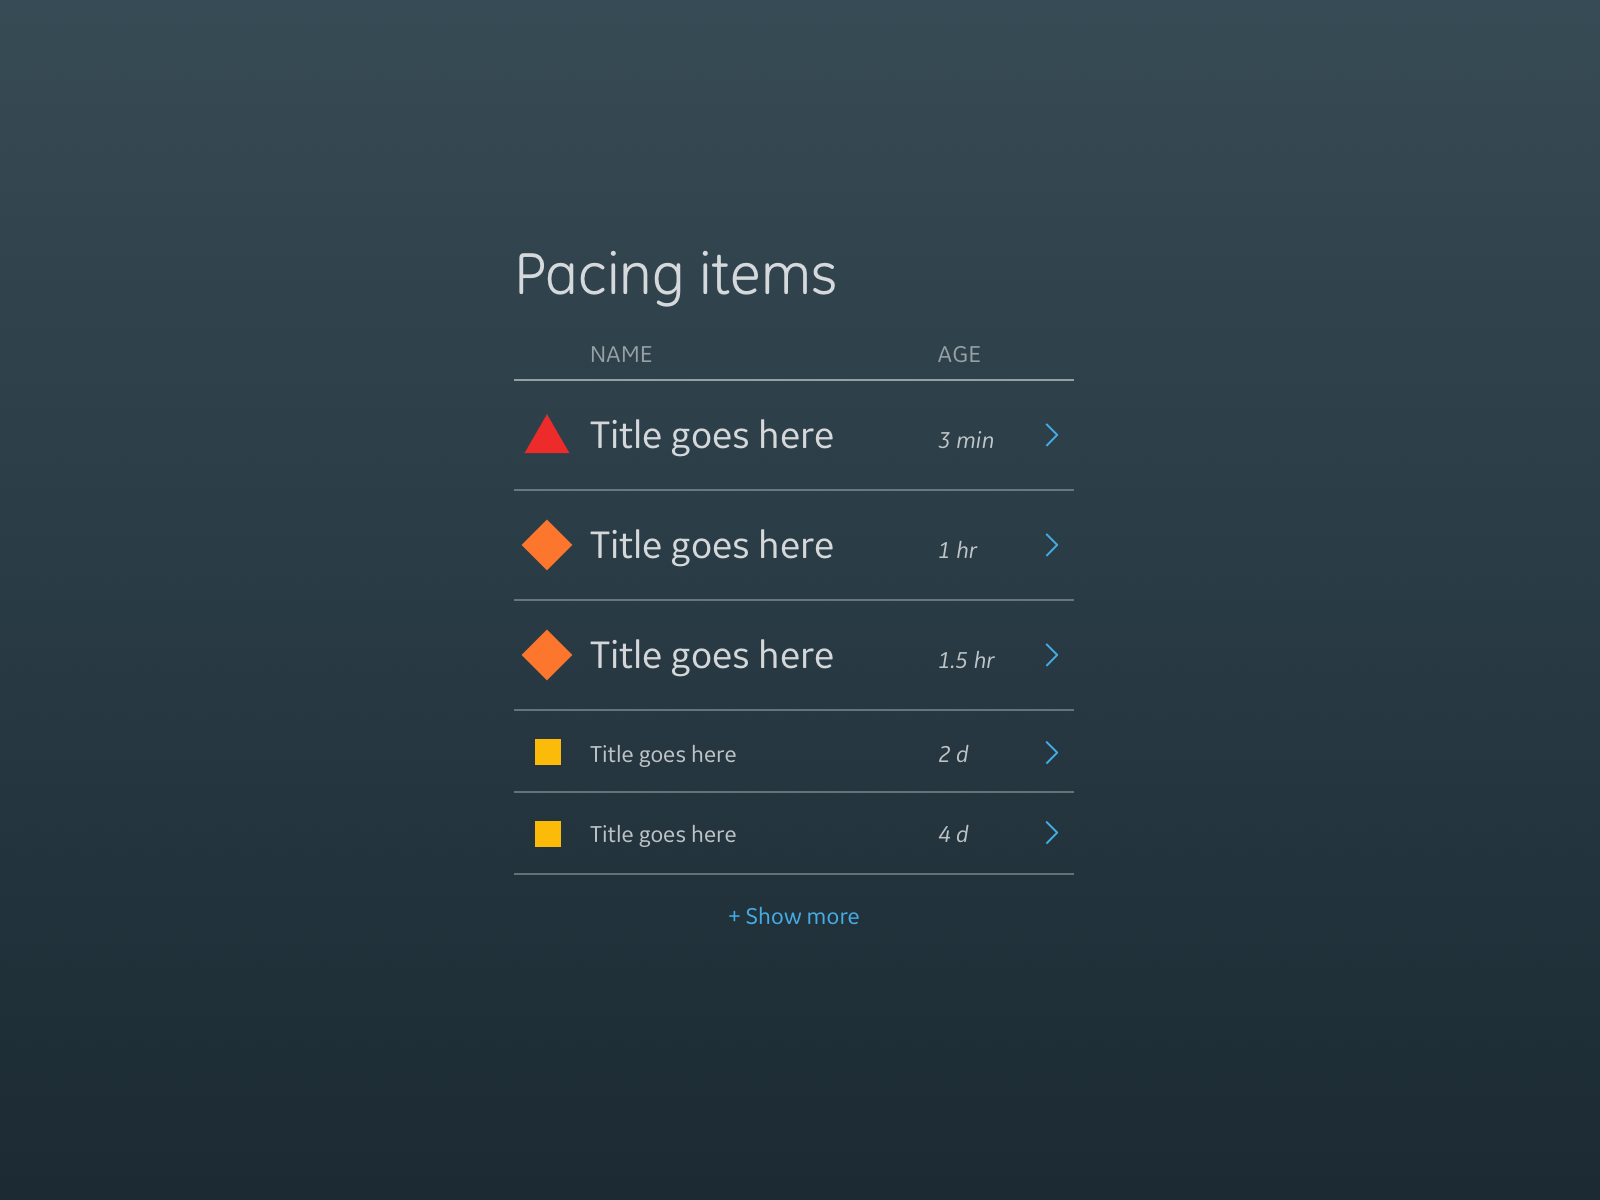 Pacing items
NAME AGE
Title goes here 3 min
Title goes here 1 hr
Title goes here 1.5 hr
Title goes here 2 d
Title goes here 4 d
+ Show more